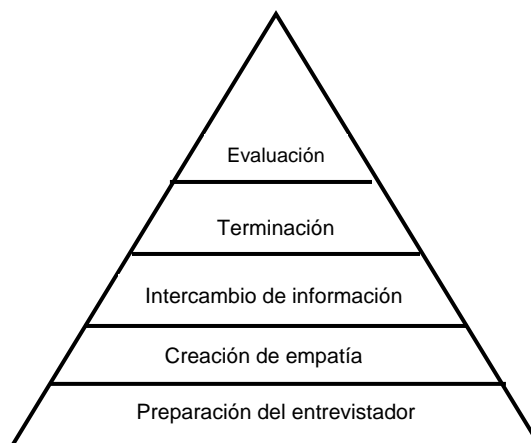 Evaluación
Terminación
Intercambio de información
Creación de empatía
Preparación del entrevistador